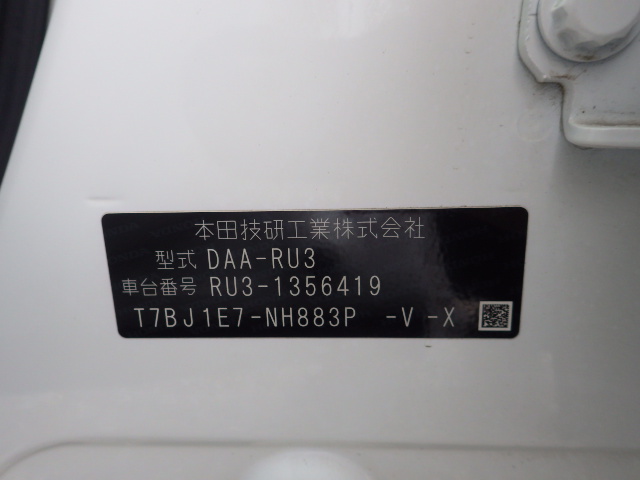 本田技研工業株式会社
型式 DAA-RU3
車台番号 RU3-1356419
T7BJ1E7-NH883P -V -X